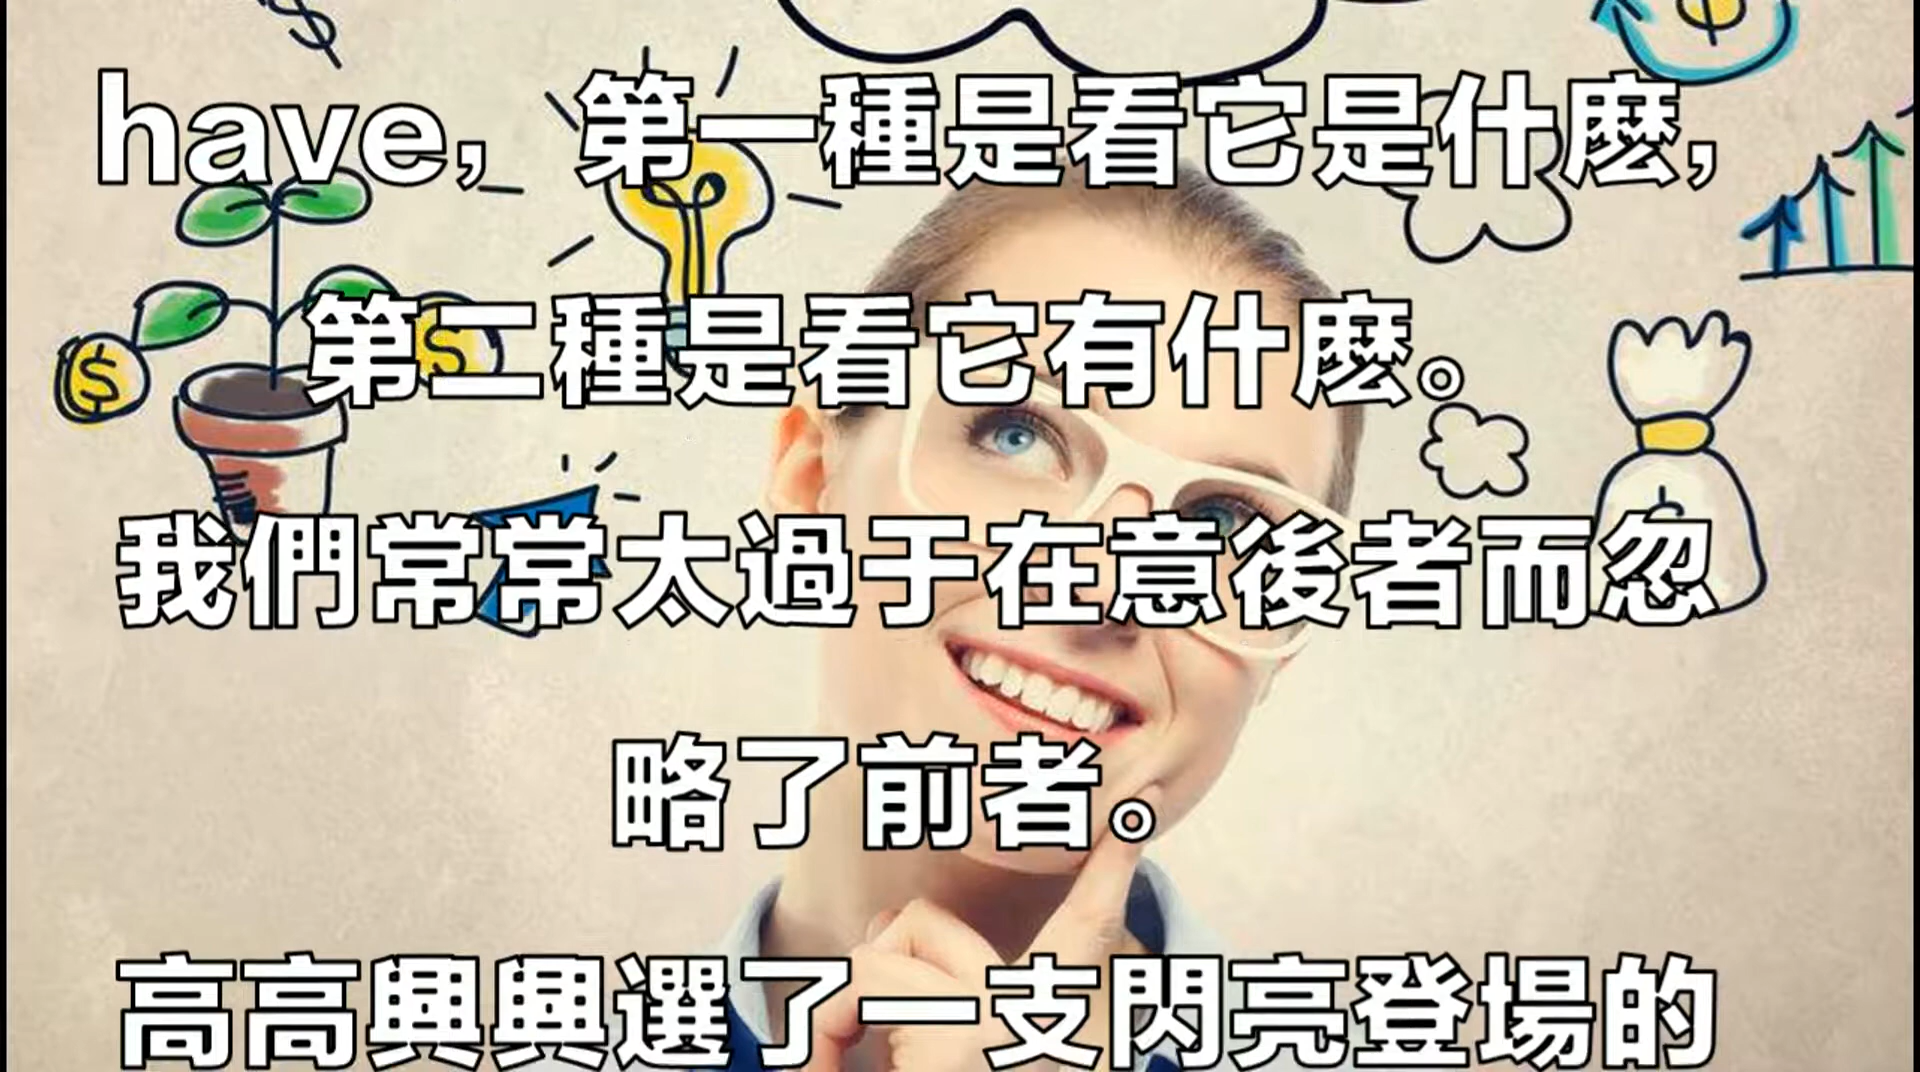 have，第一種是看它是什麽，
第二種是看它有什麽。
我們常常太過于在意後者而忽
略了前者。
高高興興選了一支閃亮登場的